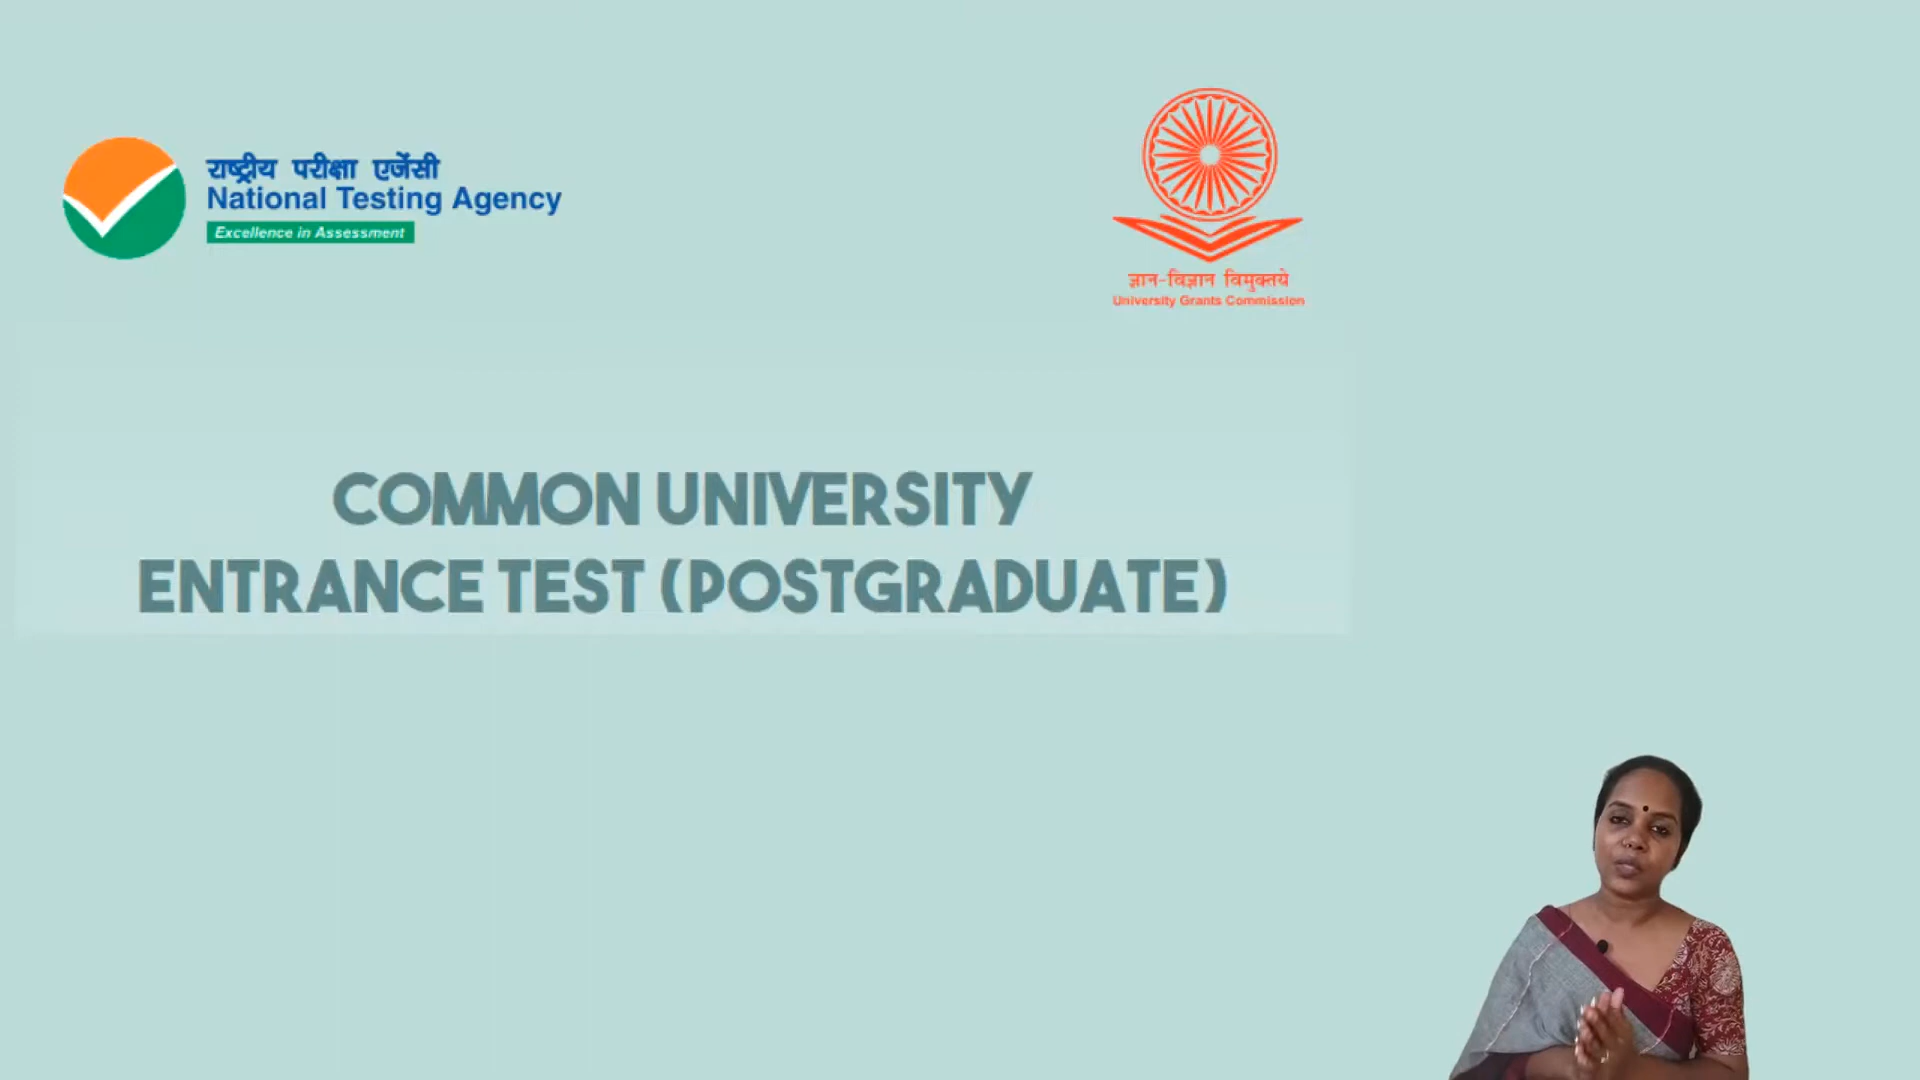 राष्ट्रीय परीक्षा एजेंसी
National Testing Agency
Excellence in Assessment
ज्ञान-विज्ञान विमुक्तये
University Grants Commission
COMMON UNIVERSITY
ENTRANCE TEST (POSTGRADUATE)